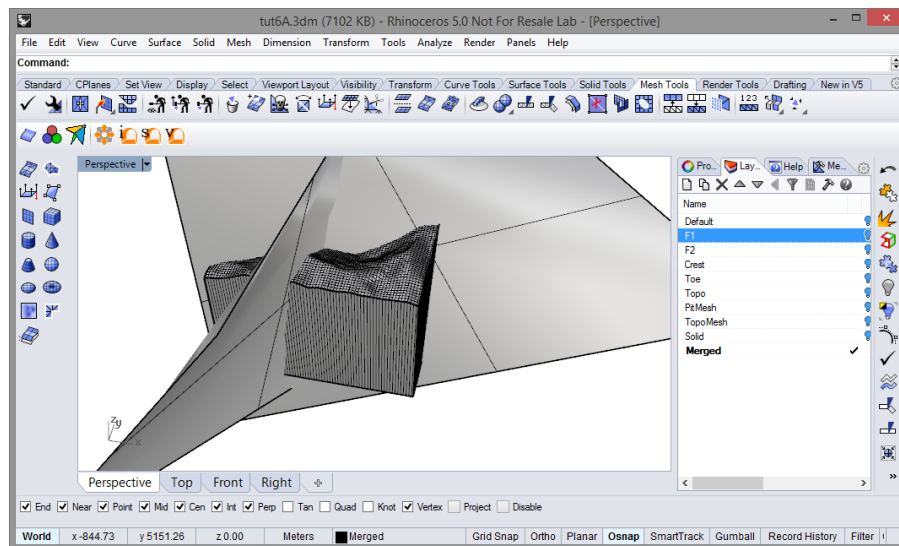 tut6A.3dm (7102 KB) - Rhinoceros 5.0 Not For Resale Lab - [Perspective]
File Edit View Curve Surface Solid Mesh Dimension Transform Tools Analyze Render Panels Help
Command:
Standard CPlanes Set View Display Select Viewport Layout Visibility Transform Curve Tools Surface Tools Solid Tools Mesh Tools Render Tools Drafting New in V5
123
Perspective
Pro... Lay... Help Me...
Name
Default
F1
F2
Crest
Toe
Topo
PitMesh
TopoMesh
Solid
Merged
z y
x
Perspective Top Front Right
End Near Point Mid Cen Int Perp Tan Quad Knot Vertex Project Disable
World x -844.73 y 5151.26 z 0.00 Meters Merged Grid Snap Ortho Planar Osnap SmartTrack Gumball Record History Filter